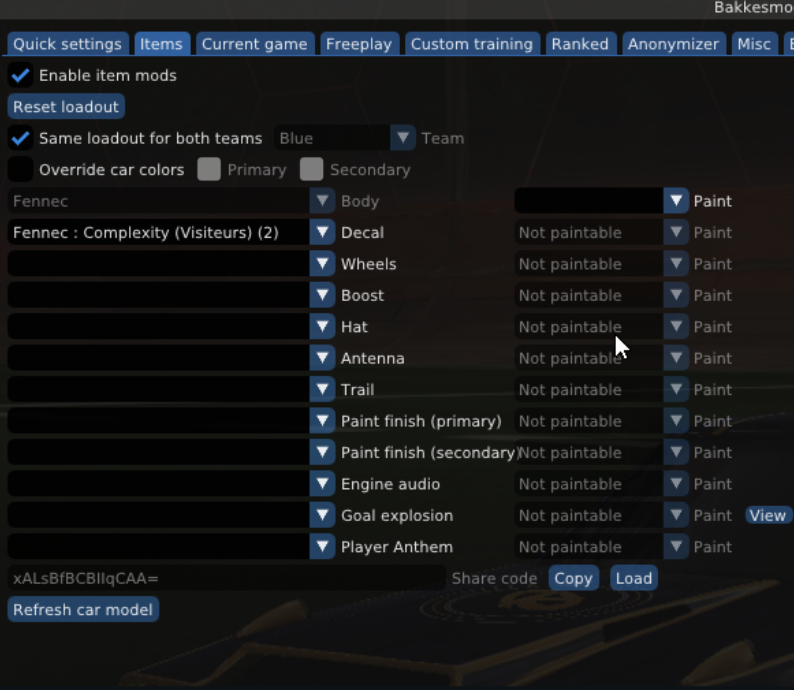 Bakkesmo
Quick settings Items Current game Freeplay Custom training Ranked Anonymizer Misc
Enable item mods
Reset loadout
Same loadout for both teams Blue Team
Override car colors Primary Secondary
Fennec Body Paint
Fennec : Complexity (Visiteurs) (2) Decal Not paintable Paint
Wheels Not paintable Paint
Boost Not paintable Paint
Hat Not paintable Paint
Antenna Not paintable Paint
Trail Not paintable Paint
Paint finish (primary) Not paintable Paint
Paint finish (secondary) Not paintable Paint
Engine audio Not paintable Paint
Goal explosion Not paintable Paint View
Player Anthem Not paintable Paint
Share code Copy Load
Refresh car model